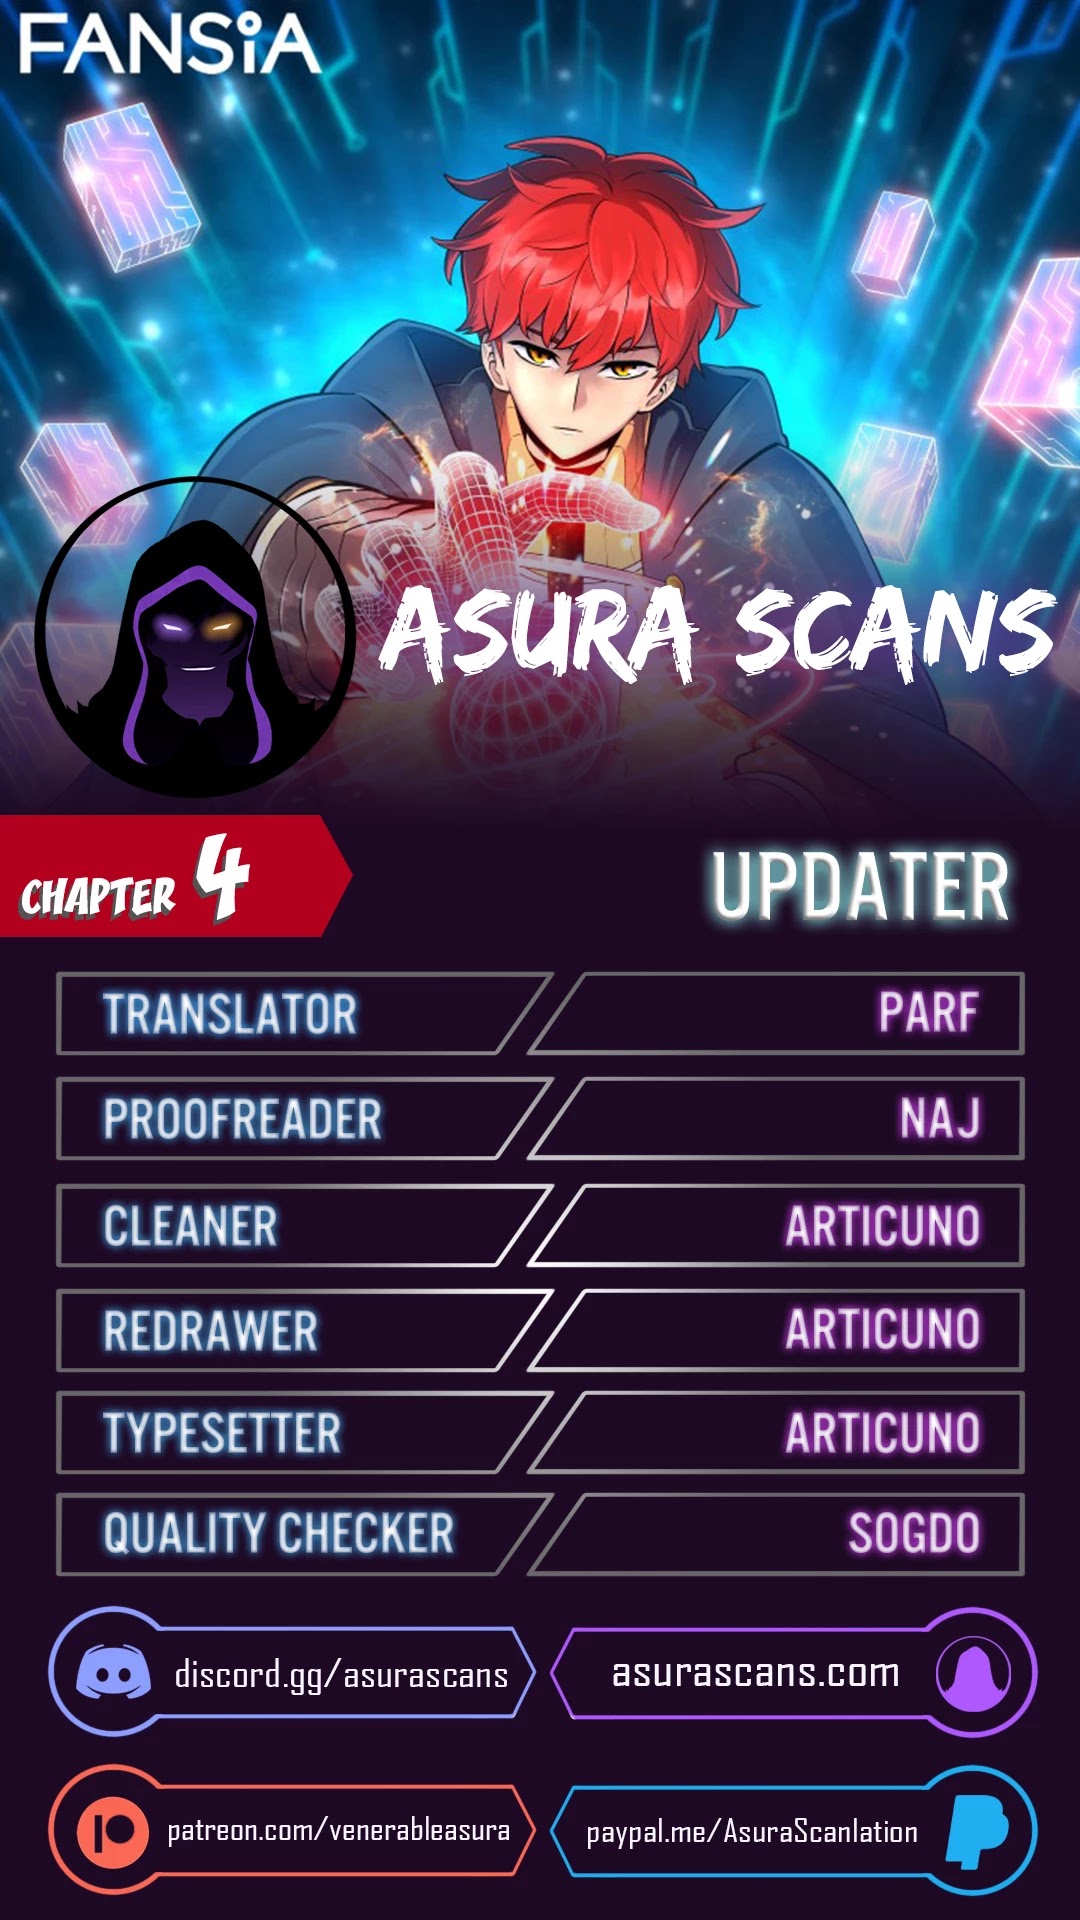 FANSiA
ASURA SCANS
CHAPTER 4
UPDATER
TRANSLATOR PARF
PROOFREADER NAJ
CLEANER ARTICUNO
REDRAWER ARTICUNO
TYPESETTER ARTICUNO
QUALITY CHECKER SOGDO
discord.gg/asurascans
asurascans.com
patreon.com/venerableasura
paypal.me/AsuraScanlation